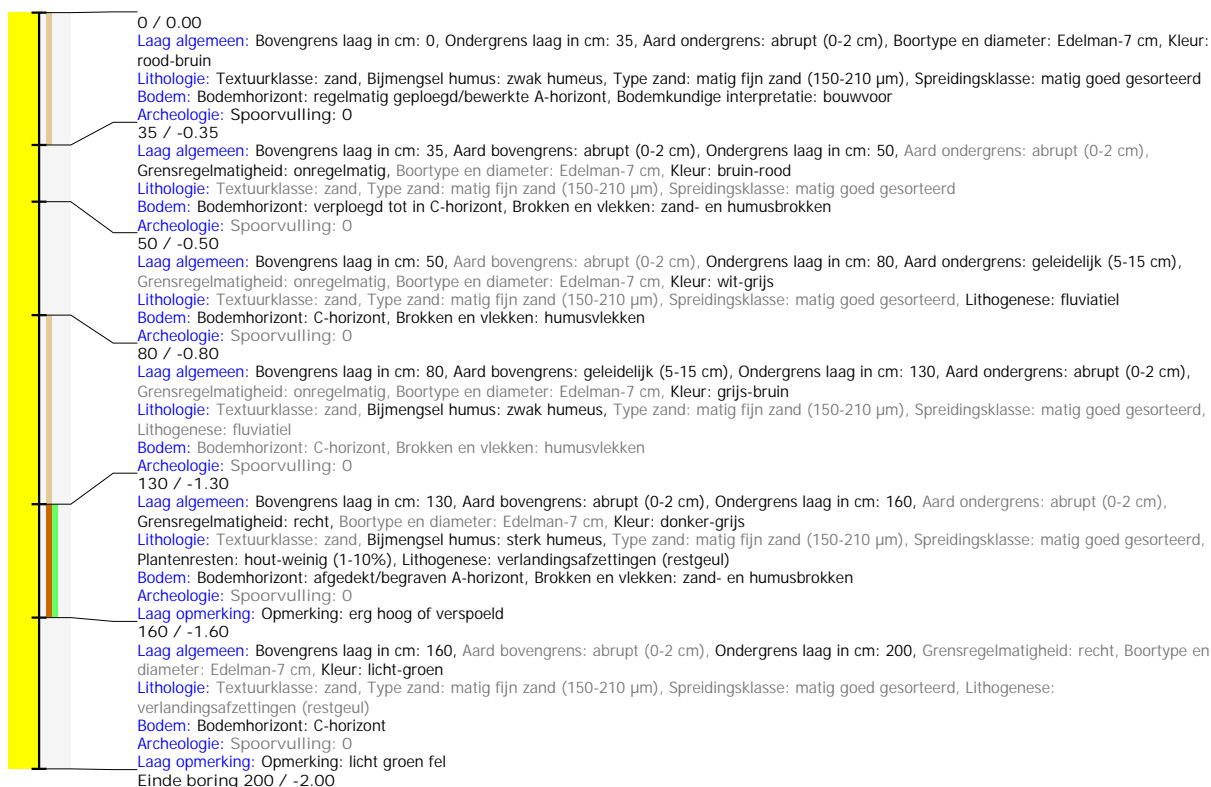 0 / 0.00
Laag algemeen: Bovengrens laag in cm: 0, Ondergrens laag in cm: 35, Aard ondergrens: abrupt (0-2 cm), Boortype en diameter: Edelman-7 cm, Kleur:
rood-bruin
Lithologie: Textuurklasse: zand, Bijmengsel humus: zwak humeus, Type zand: matig fijn zand (150-210 µm), Spreidingsklasse: matig goed gesorteerd
Bodem: Bodemhorizont: regelmatig geploegd/bewerkte A-horizont, Bodemkundige interpretatie: bouwvoor
Archeologie: Spoorvulling: 0
35 / -0.35
Laag algemeen: Bovengrens laag in cm: 35, Aard bovengrens: abrupt (0-2 cm), Ondergrens laag in cm: 50, Aard ondergrens: abrupt (0-2 cm),
Grensregelmatigheid: onregelmatig, Boortype en diameter: Edelman-7 cm, Kleur: bruin-rood
Lithologie: Textuurklasse: zand, Type zand: matig fijn zand (150-210 µm), Spreidingsklasse: matig goed gesorteerd
Bodem: Bodemhorizont: verploegd tot in C-horizont, Brokken en vlekken: zand- en humusbrokken
Archeologie: Spoorvulling: 0
50 / -0.50
Laag algemeen: Bovengrens laag in cm: 50, Aard bovengrens: abrupt (0-2 cm), Ondergrens laag in cm: 80, Aard ondergrens: geleidelijk (5-15 cm),
Grensregelmatigheid: onregelmatig, Boortype en diameter: Edelman-7 cm, Kleur: wit-grijs
Lithologie: Textuurklasse: zand, Type zand: matig fijn zand (150-210 µm), Spreidingsklasse: matig goed gesorteerd, Lithogenese: fluviatiel
Bodem: Bodemhorizont: C-horizont, Brokken en vlekken: humusvlekken
Archeologie: Spoorvulling: 0
80 / -0.80
Laag algemeen: Bovengrens laag in cm: 80, Aard bovengrens: geleidelijk (5-15 cm), Ondergrens laag in cm: 130, Aard ondergrens: abrupt (0-2 cm),
Grensregelmatigheid: onregelmatig, Boortype en diameter: Edelman-7 cm, Kleur: grijs-bruin
Lithologie: Textuurklasse: zand, Bijmengsel humus: zwak humeus, Type zand: matig fijn zand (150-210 µm), Spreidingsklasse: matig goed gesorteerd,
Lithogenese: fluviatiel
Bodem: Bodemhorizont: C-horizont, Brokken en vlekken: humusvlekken
Archeologie: Spoorvulling: 0
130 / -1.30
Laag algemeen: Bovengrens laag in cm: 130, Aard bovengrens: abrupt (0-2 cm), Ondergrens laag in cm: 160, Aard ondergrens: abrupt (0-2 cm),
Grensregelmatigheid: recht, Boortype en diameter: Edelman-7 cm, Kleur: donker-grijs
Lithologie: Textuurklasse: zand, Bijmengsel humus: sterk humeus, Type zand: matig fijn zand (150-210 µm), Spreidingsklasse: matig goed gesorteerd,
Plantenresten: hout-weinig (1-10%), Lithogenese: verlandingsafzettingen (restgeul)
Bodem: Bodemhorizont: afgedekt/begraven A-horizont, Brokken en vlekken: zand- en humusbrokken
Archeologie: Spoorvulling: 0
Laag opmerking: Opmerking: erg hoog of verspoeld
160 / -1.60
Laag algemeen: Bovengrens laag in cm: 160, Aard bovengrens: abrupt (0-2 cm), Ondergrens laag in cm: 200, Grensregelmatigheid: recht, Boortype en
diameter: Edelman-7 cm, Kleur: licht-groen
Lithologie: Textuurklasse: zand, Type zand: matig fijn zand (150-210 µm), Spreidingsklasse: matig goed gesorteerd, Lithogenese:
verlandingsafzettingen (restgeul)
Bodem: Bodemhorizont: C-horizont
Archeologie: Spoorvulling: 0
Laag opmerking: Opmerking: licht groen fel
Einde boring 200 / -2.00